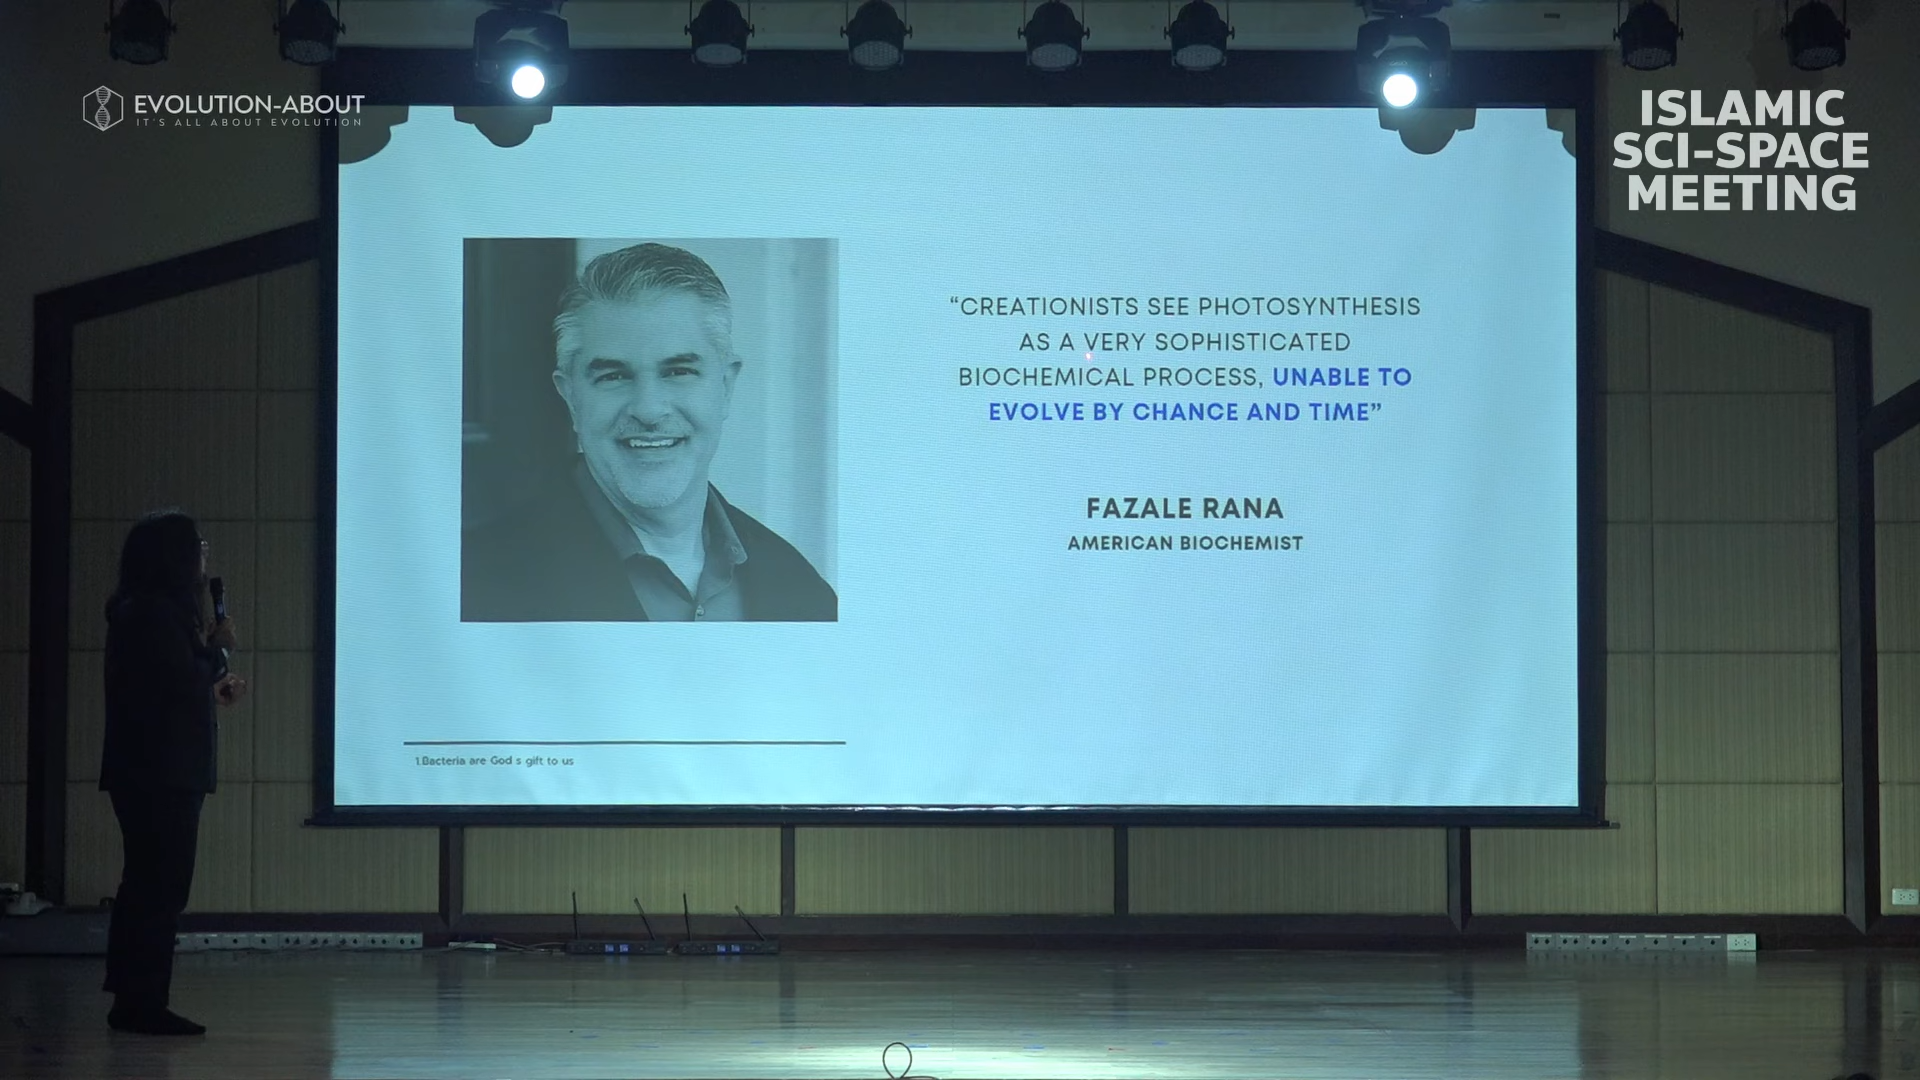 EVOLUTION-ABOUT
IT'S ALL ABOUT EVOLUTION
ISLAMIC
SCI-SPACE
MEETING
“CREATIONISTS SEE PHOTOSYNTHESIS
AS A VERY SOPHISTICATED
BIOCHEMICAL PROCESS, UNABLE TO
EVOLVE BY CHANCE AND TIME”
FAZALE RANA
AMERICAN BIOCHEMIST
1.Bacteria are God s gift to us